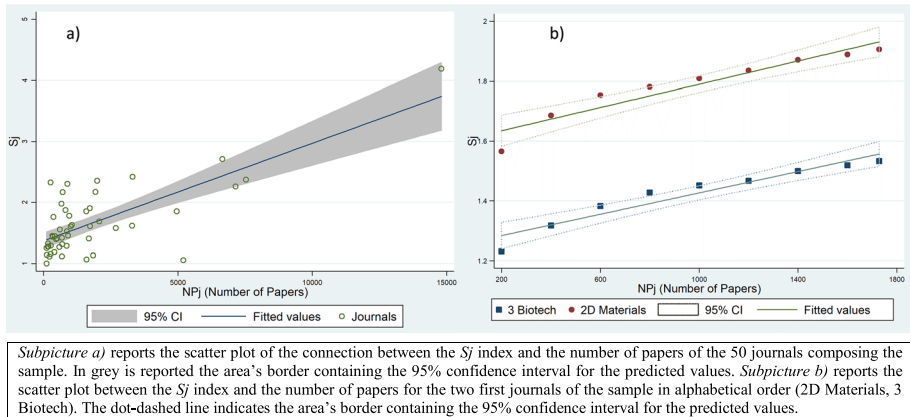 a)
5
4
3
2
1
Sj
0
5000
10000
15000
NPj (Number of Papers)
95% CI
Fitted values
Journals
b)
2
1.8
1.6
1.4
1.2
Sj
200
400
600
800
1000
1200
1400
1600
1800
NPj (Number of Papers)
3 Biotech
2D Materials
95% CI
Fitted values
Subpicture a) reports the scatter plot of the connection between the Sj index and the number of papers of the 50 journals composing the
sample. In grey is reported the area's border containing the 95% confidence interval for the predicted values. Subpicture b) reports the
scatter plot between the Sj index and the number of papers for the two first journals of the sample in alphabetical order (2D Materials, 3
Biotech). The dot-dashed line indicates the area's border containing the 95% confidence interval for the predicted values.